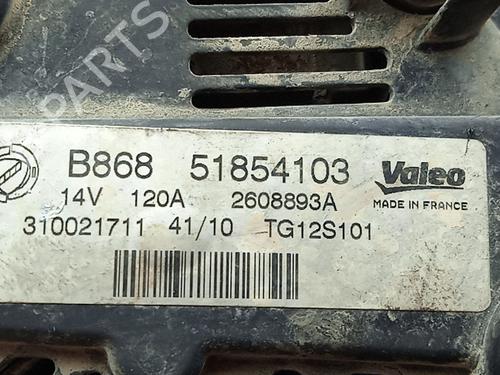 PARTS
B868 51854103 Valeo
14V 120A 2608893A MADE IN FRANCE
310021711 41/10 TG12S101